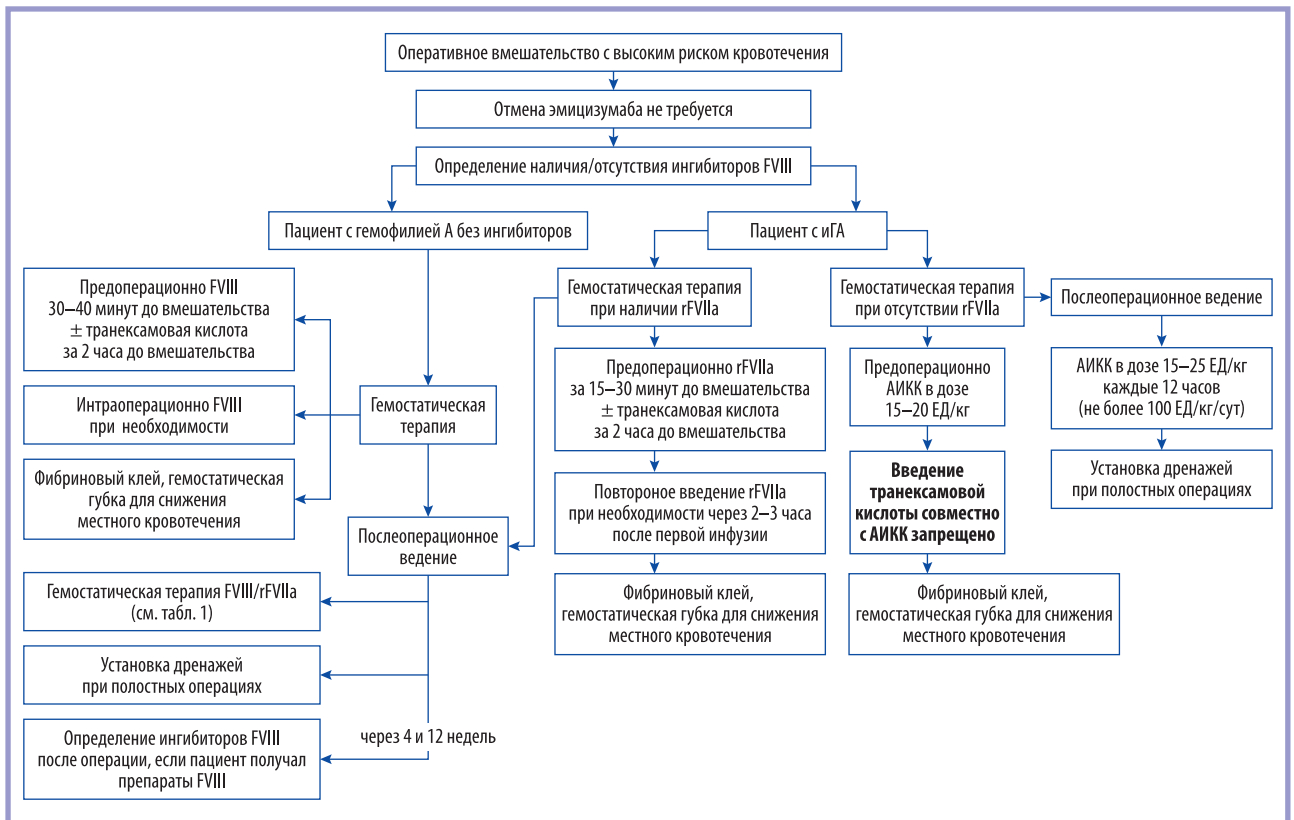 Оперативное вмешательство с высоким риском кровотечения
Отмена эмицизумаба не требуется
Определение наличия/отсутствия ингибиторов FVIII
Пациент с гемофилией А без ингибиторов
Пациент с иГА
Предоперационно FVIII
30–40 минут до вмешательства
± транексамовая кислота
за 2 часа до вмешательства
Интраоперационно FVIII
при необходимости
Фибриновый клей, гемостатическая
губка для снижения
местного кровотечения
Гемостатическая
терапия
Послеоперационное
ведение
Гемостатическая терапия FVIII/rFVIIa
(см. табл. 1)
Установка дренажей
при полостных операциях
через 4 и 12 недель
Определение ингибиторов FVIII
после операции, если пациент получал
препараты FVIII
Гемостатическая терапия
при наличии rFVIIa
Предоперационно rFVIIa
за 15–30 минут до вмешательства
± транексамовая кислота
за 2 часа до вмешательства
Повтороное введение rFVIIa
при необходимости через 2–3 часа
после первой инфузии
Фибриновый клей,
гемостатическая губка для снижения
местного кровотечения
Гемостатическая терапия
при отсутствии rFVIIa
Предоперационно
АИКК в дозе
15–20 ЕД/кг
Введение
транексамовой
кислоты совместно
с АИКК запрещено
Фибриновый клей,
гемостатическая губка для снижения
местного кровотечения
Послеоперационное ведение
АИКК в дозе 15–25 ЕД/кг
каждые 12 часов
(не более 100 ЕД/кг/сут)
Установка дренажей
при полостных операциях